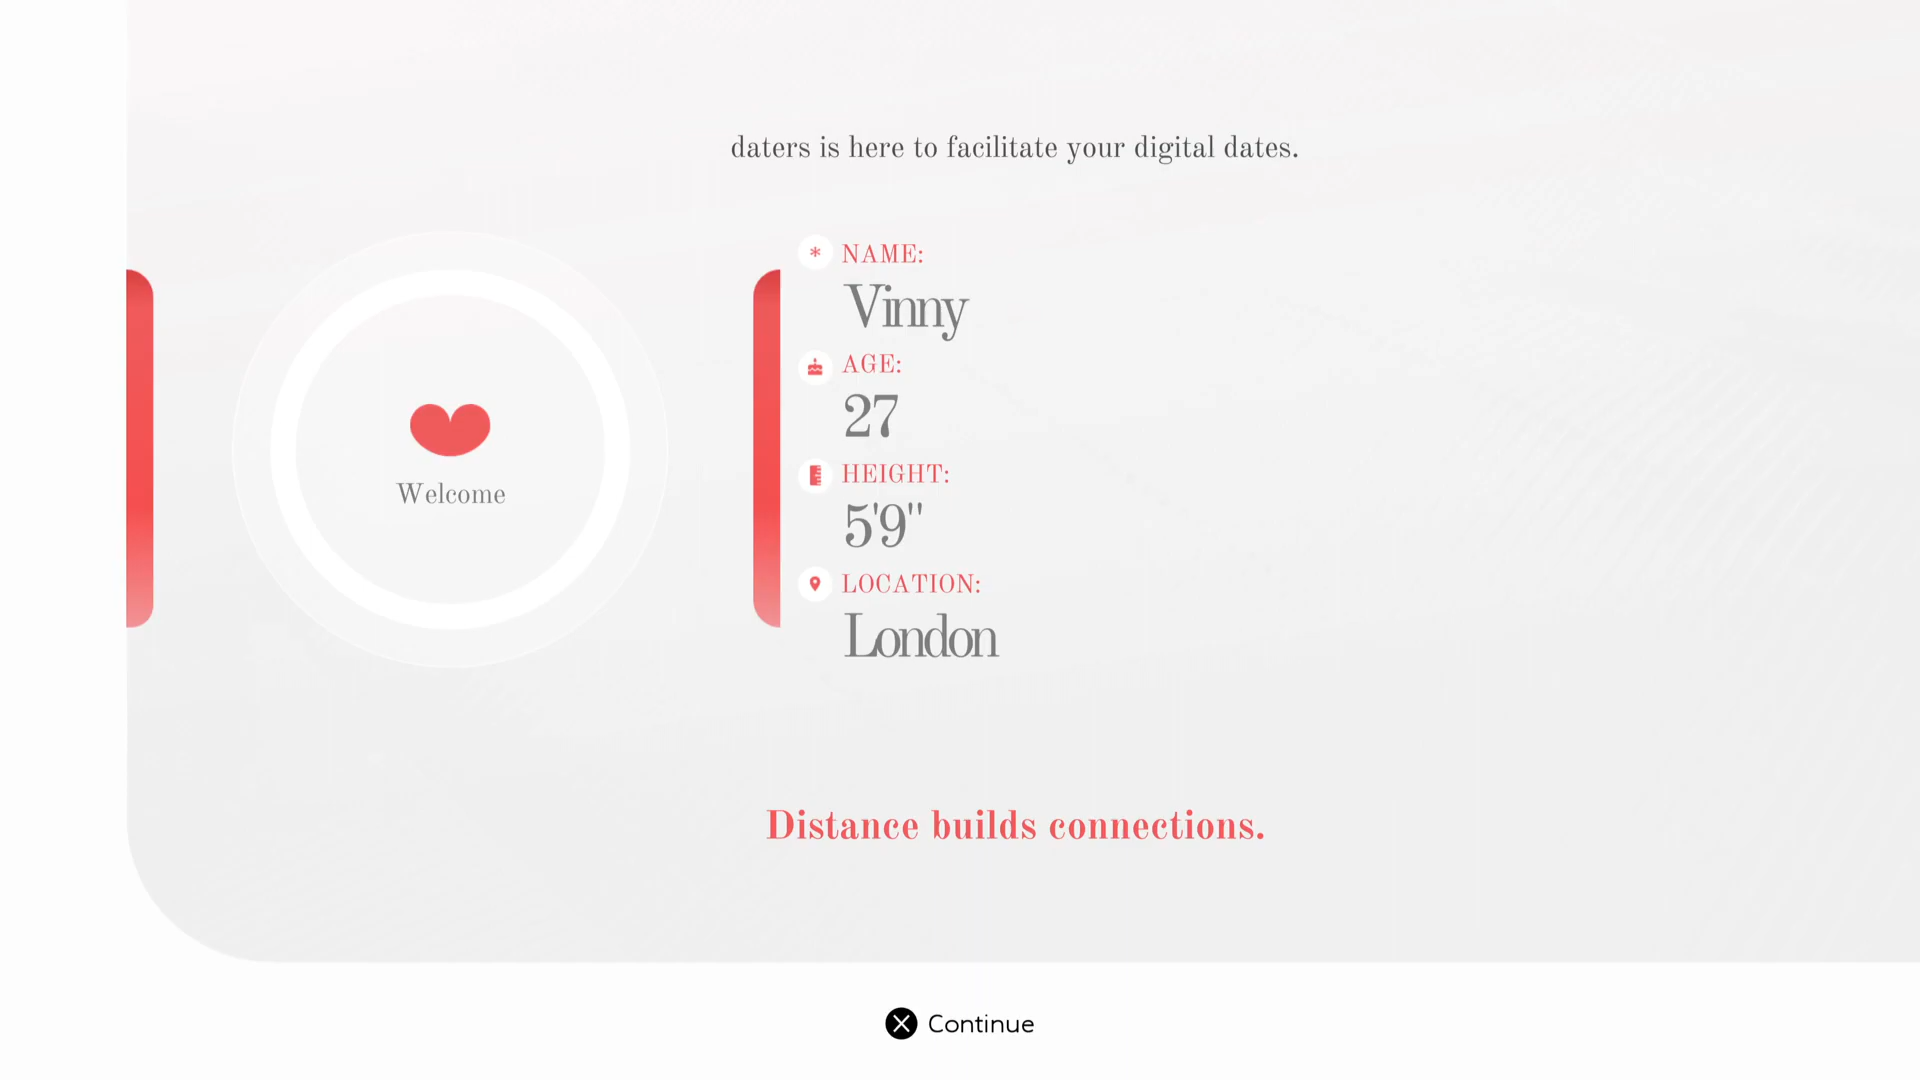 daters is here to facilitate your digital dates.
Welcome
* NAME:
Vinny
AGE:
27
HEIGHT:
5'9"
LOCATION:
London
Distance builds connections.
Continue